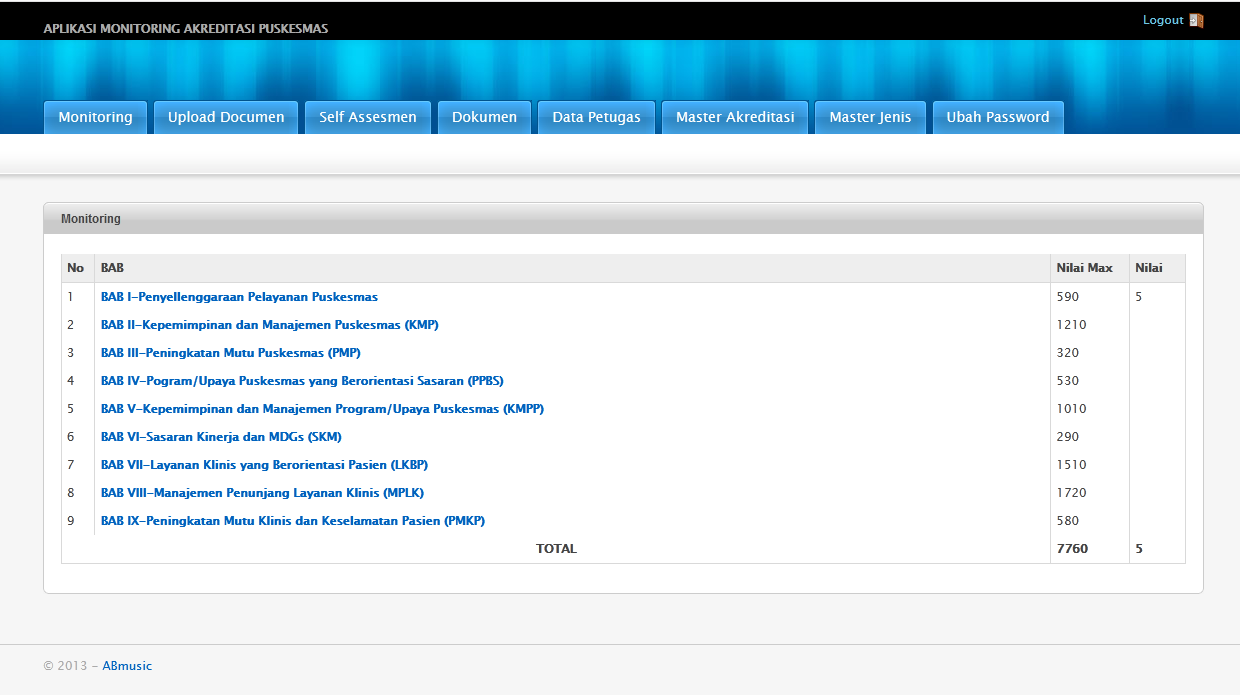 APLIKASI MONITORING AKREDITASI PUSKESMAS
Logout
Monitoring Upload Documen Self Assesmen Dokumen Data Petugas Master Akreditasi Master Jenis Ubah Password
Monitoring
No BAB Nilai Max Nilai
1 BAB I-Penyellenggaraan Pelayanan Puskesmas 590 5
2 BAB II-Kepemimpinan dan Manajemen Puskesmas (KMP) 1210
3 BAB III-Peningkatan Mutu Puskesmas (PMP) 320
4 BAB IV-Pogram/Upaya Puskesmas yang Berorientasi Sasaran (PPBS) 530
5 BAB V-Kepemimpinan dan Manajemen Program/Upaya Puskesmas (KMPP) 1010
6 BAB VI-Sasaran Kinerja dan MDGs (SKM) 290
7 BAB VII-Layanan Klinis yang Berorientasi Pasien (LKBP) 1510
8 BAB VIII-Manajemen Penunjang Layanan Klinis (MPLK) 1720
9 BAB IX-Peningkatan Mutu Klinis dan Keselamatan Pasien (PMKP) 580
TOTAL 7760 5
© 2013 - ABmusic